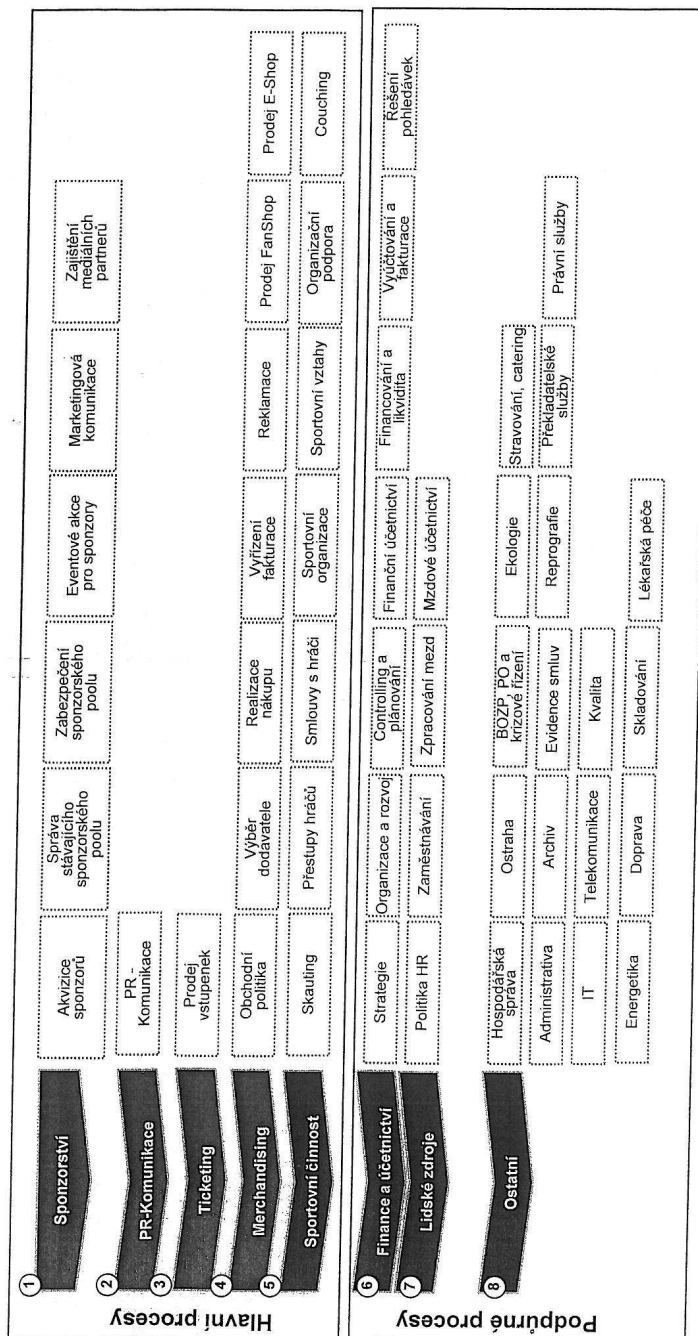 Hlavní procesy
1
Sponzorství
Akvizice
sponzorů
Správa
stávajícího
sponzorského
poolu
Zabezpečení
sponzorského
poolu
Eventové akce
pro sponzory
Marketingová
komunikace
Zajištění
mediálních
partnerů
2
PR-Komunikace
PR -
Komunikace
3
Ticketing
Prodej
vstupenek
4
Merchandising
Obchodní
politika
Výběr
dodavatele
Realizace
nákupu
Vyřízení
fakturace
Reklamace
Prodej FanShop
Prodej E-Shop
5
Sportovní činnost
Skauting
Přestupy hráčů
Smlouvy s hráči
Sportovní
organizace
Sportovní vztahy
Organizační
podpora
Couching
Podpůrné procesy
6
Finance a účetnictví
Strategie
Organizace a rozvoj
Controlling a
plánování
Finanční účetnictví
Financování a
likvidita
Vyúčtování a
fakturace
Řešení
pohledávek
7
Lidské zdroje
Politika HR
Zaměstnávání
Zpracování mezd
Mzdové účetnictví
8
Ostatní
Hospodářská
správa
Ostraha
BOZP, PO a
krizové řízení
Ekologie
Stravování, catering
Administrativa
Archiv
Evidence smluv
Reprografie
Překladatelské
služby
Právní služby
IT
Telekomunikace
Kvalita
Energetika
Doprava
Skladování
Lékařská péče